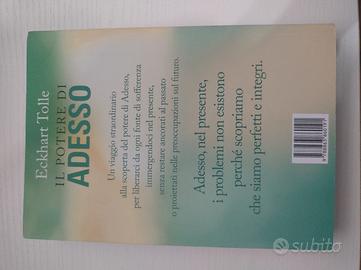 Eckhart Tolle
IL POTERE DI
ADESSO
Un viaggio straordinario
alla scoperta del potere di Adesso,
per liberarci da ogni fonte di sofferenza
immergendoci nel presente,
senza restare ancorati al passato
o proiettati nelle preoccupazioni sul futuro.
Adesso, nel presente,
i problemi non esistono
perché scopriamo
che siamo perfetti e integri.
subito